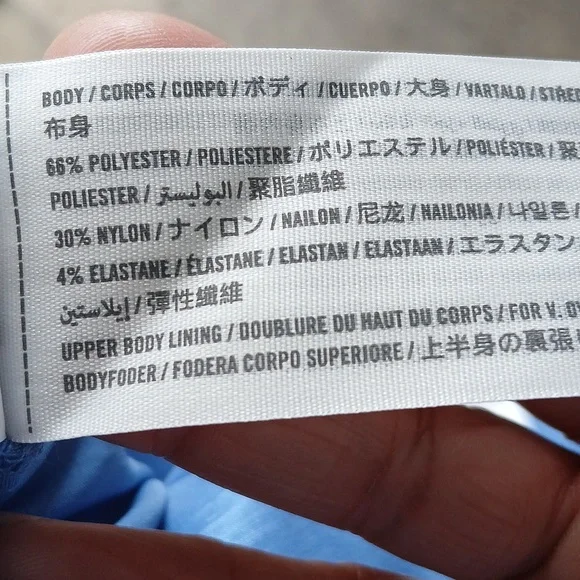 BODY / CORPS / CORPO / ボディ / CUERPO / 大身 / VARTALO /
布身
66% POLYESTER / POLIESTERE / ポリエステル / POLIÉSTER / 聚
POLIESTER / البوليستر / 聚脂纖維
30% NYLON / ナイロン / NAILON / 尼龙 / NAILONIA / 나일론 /
4% ELASTANE / ÉLASTANE / ELASTAN / ELASTAAN / エラスタン
إيلاستين / 彈性纖維
UPPER BODY LINING / DOUBLURE DU HAUT DU CORPS / FOR V. 
BODYFODER / FODERA CORPO SUPERIORE / 上半身の裏張